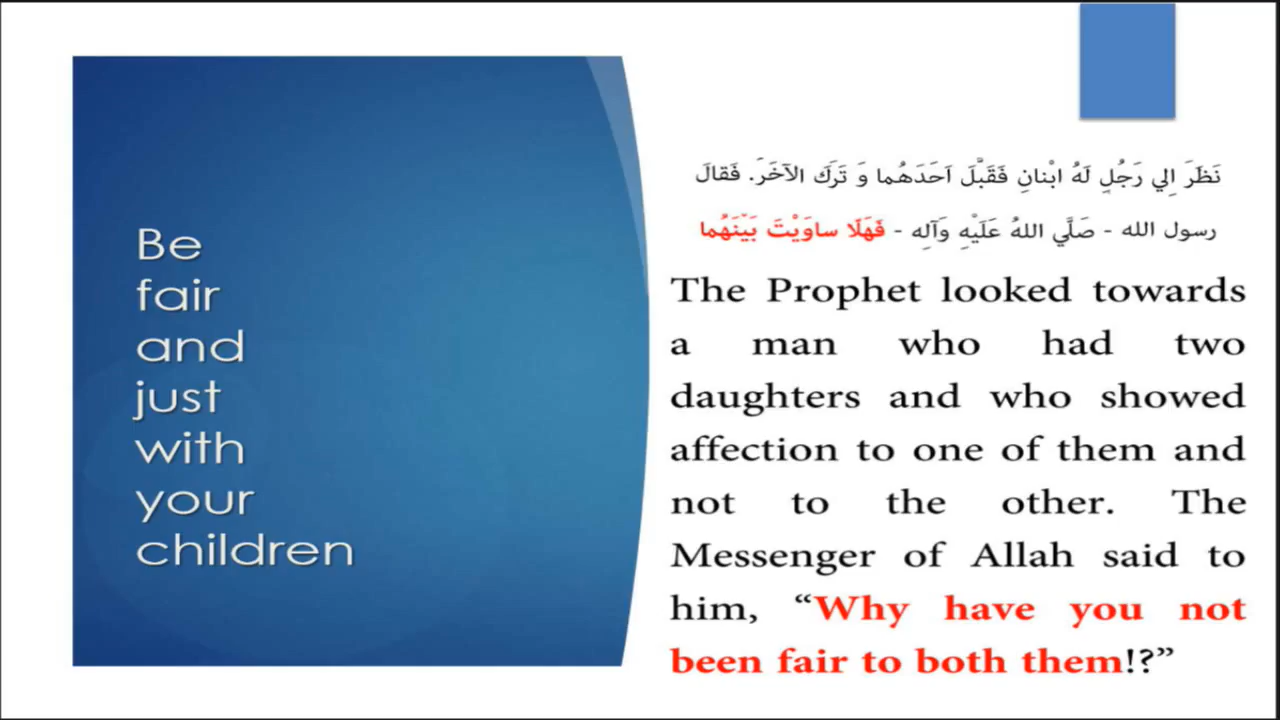 Be
fair
and
just
with
your
children
نَظَرَ اِلي رَجُلٍ لَهُ ابْنانِ فَقَبَّلَ اَحَدَهُما وَ تَرَكَ الآخَرَ. فَقالَ
رسول الله - صَلَّي اللهُ عَلَيْهِ وَآلِه - فَهَلّا ساوَيْتَ بَيْنَهُما
The Prophet looked towards
a man who had two
daughters and who showed
affection to one of them and
not to the other. The
Messenger of Allah said to
him, “Why have you not
been fair to both them!?”